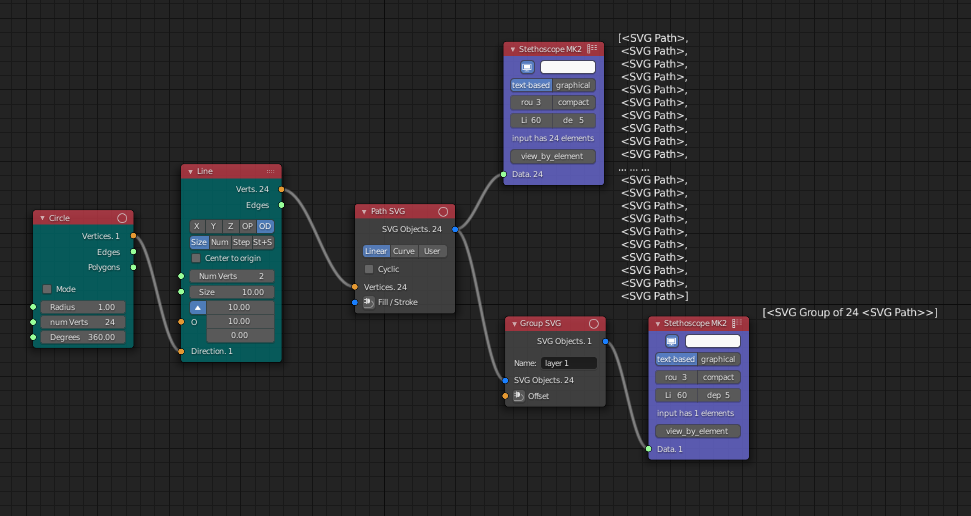 Circle
Vertices. 1
Edges
Polygons
Mode
Radius 1.00
num Verts 24
Degrees 360.00
Line
Verts. 24
Edges
X Y Z OP OD
Size Num Step St+S
Center to origin
Num Verts 2
Size 10.00
10.00
O 10.00
0.00
Direction. 1
Path SVG
SVG Objects. 24
Linear Curve User
Cyclic
Vertices. 24
Fill / Stroke
Stethoscope MK2
text-based graphical
rou 3 compact
Li 60 de 5
input has 24 elements
view_by_element
Data. 24
[<SVG Path>,
<SVG Path>,
<SVG Path>,
<SVG Path>,
<SVG Path>,
<SVG Path>,
<SVG Path>,
<SVG Path>,
<SVG Path>,
<SVG Path>,
... ... ...
<SVG Path>,
<SVG Path>,
<SVG Path>,
<SVG Path>,
<SVG Path>,
<SVG Path>,
<SVG Path>,
<SVG Path>,
<SVG Path>,
<SVG Path>]
Group SVG
SVG Objects. 1
Name: layer 1
SVG Objects. 24
Offset
Stethoscope MK2
text-based graphical
rou 3 compact
Li 60 dep 5
input has 1 elements
view_by_element
Data. 1
[<SVG Group of 24 <SVG Path>>]